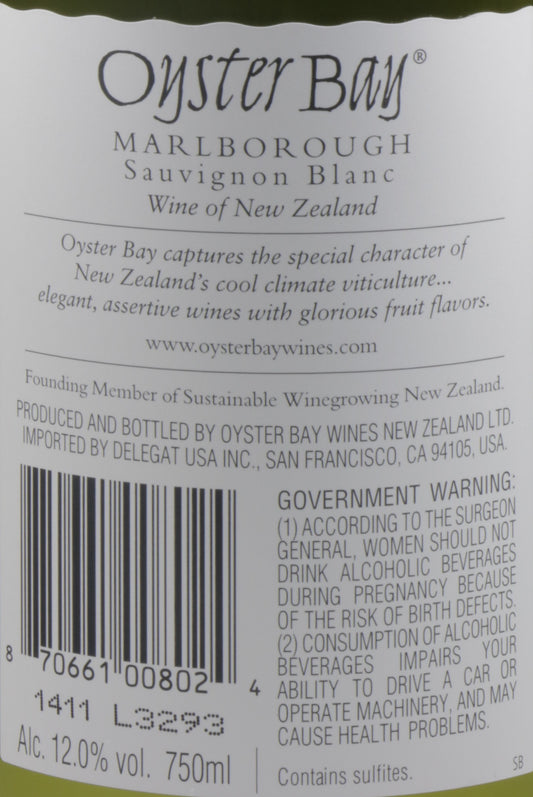 Oyster Bay®
MARLBOROUGH
Sauvignon Blanc
Wine of New Zealand
Oyster Bay captures the special character of
New Zealand's cool climate viticulture...
elegant, assertive wines with glorious fruit flavors.
www.oysterbaywines.com
Founding Member of Sustainable Winegrowing New Zealand.
PRODUCED AND BOTTLED BY OYSTER BAY WINES NEW ZEALAND LTD.
IMPORTED BY DELEGAT USA INC., SAN FRANCISCO, CA 94105, USA.
8 70661 00802 4
1411 L3293
Alc. 12.0% vol. 750ml
GOVERNMENT WARNING:
(1) ACCORDING TO THE SURGEON
GENERAL, WOMEN SHOULD NOT
DRINK ALCOHOLIC BEVERAGES
DURING PREGNANCY BECAUSE
OF THE RISK OF BIRTH DEFECTS.
(2) CONSUMPTION OF ALCOHOLIC
BEVERAGES IMPAIRS YOUR
ABILITY TO DRIVE A CAR OR
OPERATE MACHINERY, AND MAY
CAUSE HEALTH PROBLEMS.
Contains sulfites.
SB